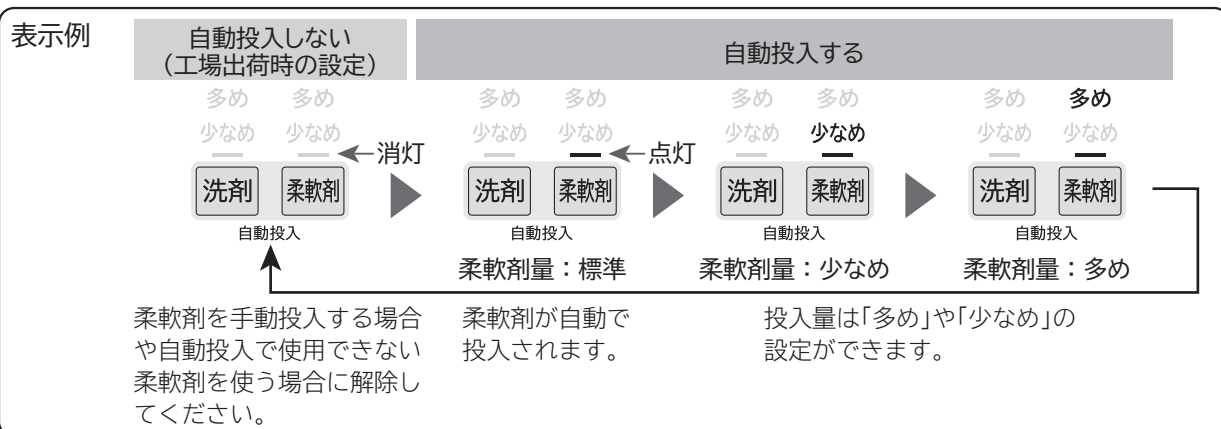 表示例
自動投入しない
（工場出荷時の設定）
自動投入する
多め 多め
少なめ 少なめ
消灯
洗剤 柔軟剤
自動投入
多め 多め
少なめ 少なめ
点灯
洗剤 柔軟剤
自動投入
柔軟剤量：標準
多め 多め
少なめ 少なめ
洗剤 柔軟剤
自動投入
柔軟剤量：少なめ
多め 多め
少なめ 少なめ
洗剤 柔軟剤
自動投入
柔軟剤量：多め
柔軟剤を手動投入する場合
や自動投入で使用できない
柔軟剤を使う場合に解除し
てください。
柔軟剤が自動で
投入されます。
投入量は「多め」や「少なめ」の
設定ができます。